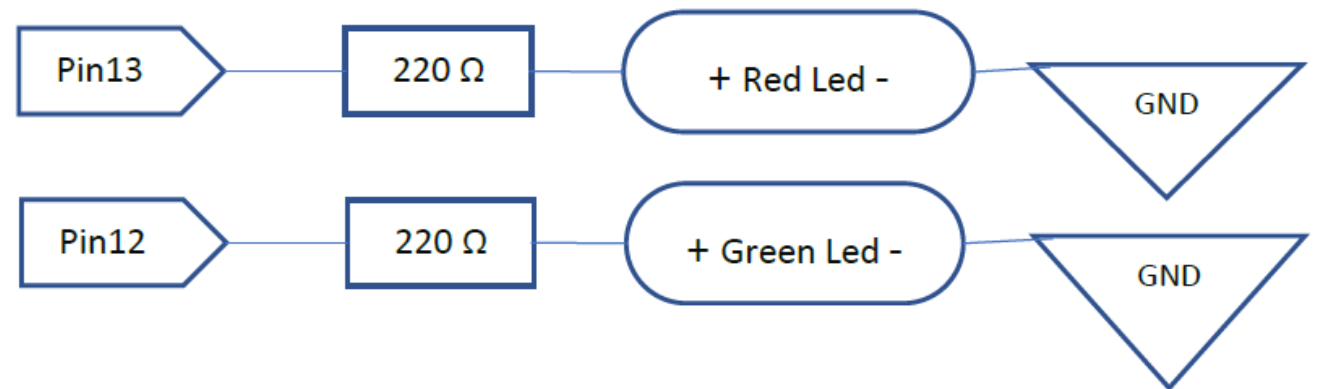 Pin13 220 Ω + Red Led - GND
Pin12 220 Ω + Green Led - GND